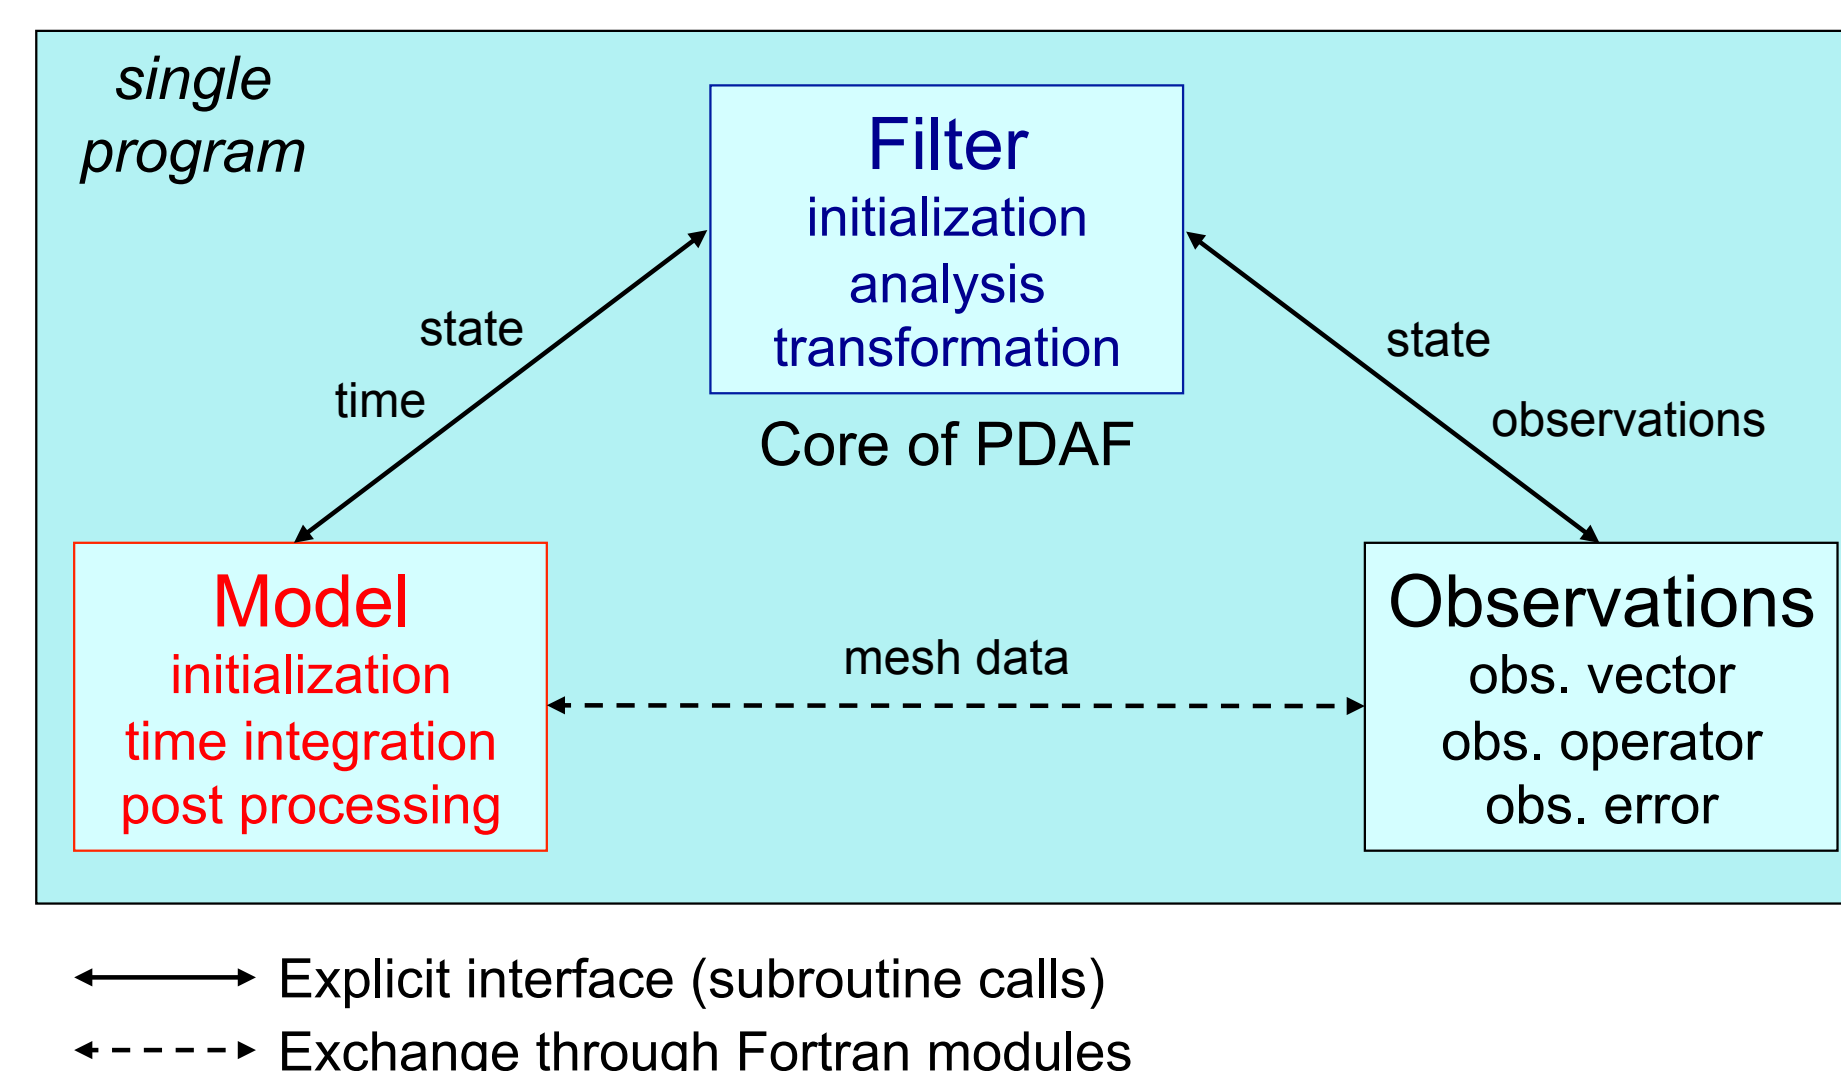 single
program
Filter
initialization
analysis
transformation
Core of PDAF
state
time
state
observations
Model
initialization
time integration
post processing
mesh data
Observations
obs. vector
obs. operator
obs. error
Explicit interface (subroutine calls)
Exchange through Fortran modules